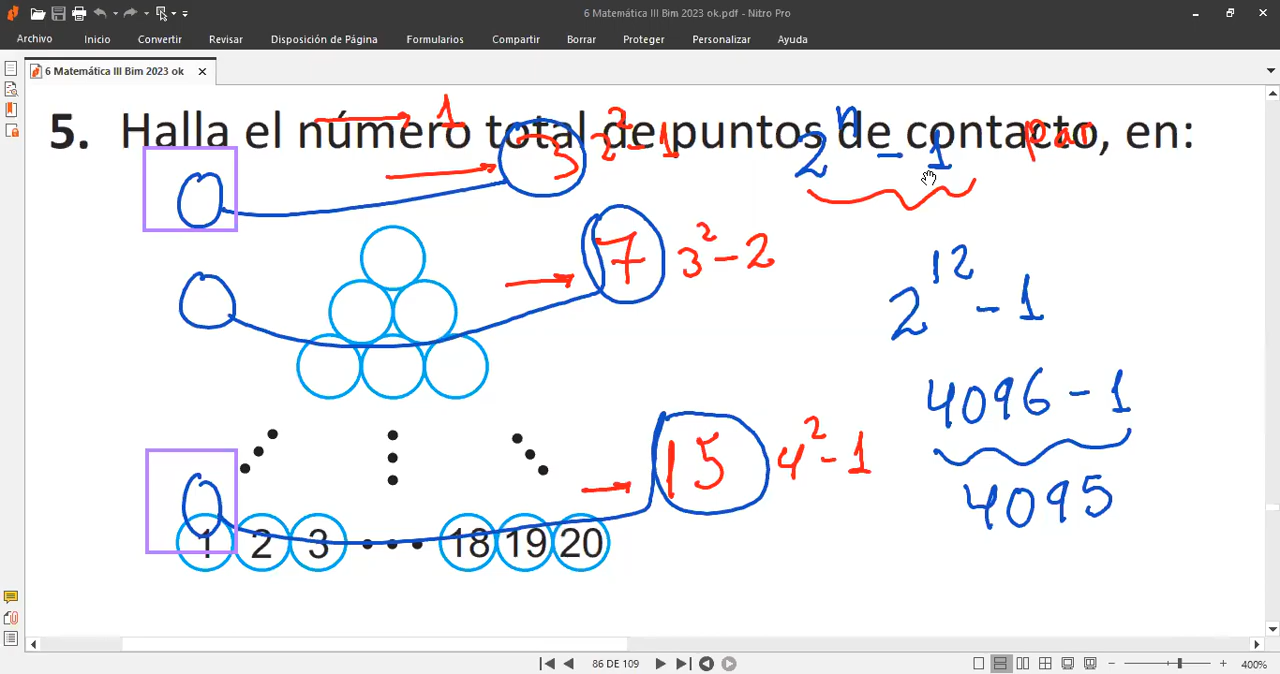 6 Matemática III Bim 2023 ok.pdf - Nitro Pro
Archivo Inicio Convertir Revisar Disposición de Página Formularios Compartir Borrar Proteger Personalizar Ayuda
6 Matemática III Bim 2023 ok
1
5. Halla el número total de puntos de contacto, en:
3 2² - 1
2ⁿ - 1
par
7 3² - 2
2¹² - 1
4096 - 1
15 4² - 1
4095
1 2 3 18 19 20
86 DE 109
400%